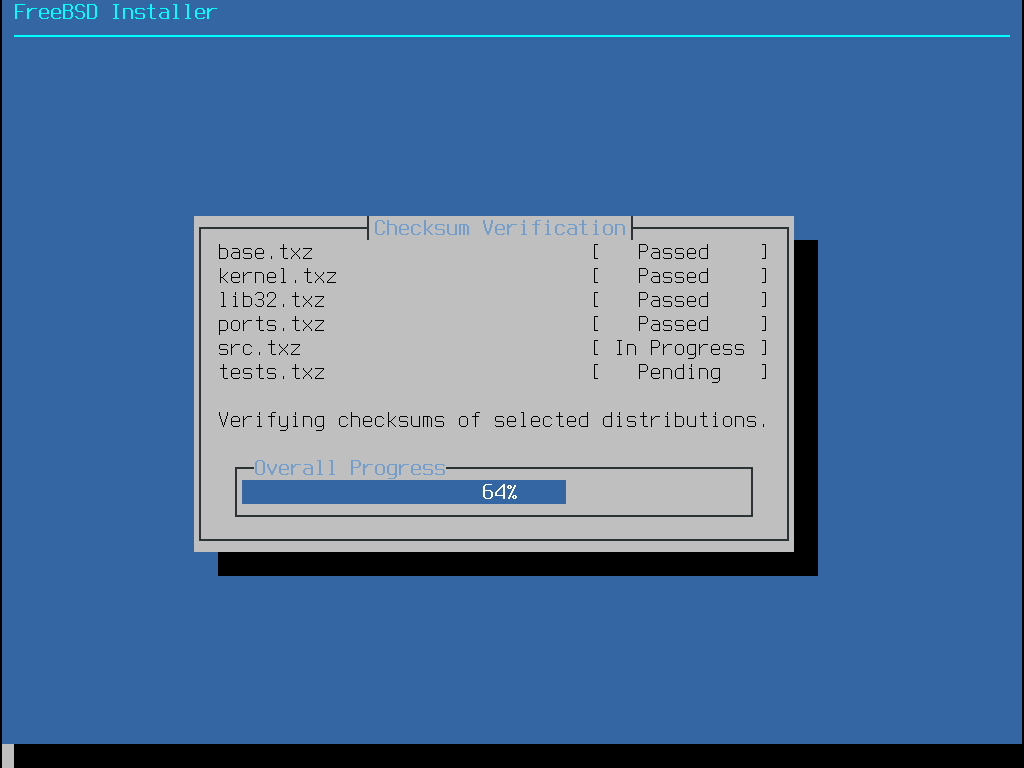 FreeBSD Installer
Checksum Verification
base.txz [ Passed ]
kernel.txz [ Passed ]
lib32.txz [ Passed ]
ports.txz [ Passed ]
src.txz [ In Progress ]
tests.txz [ Pending ]
Verifying checksums of selected distributions.
Overall Progress
64%